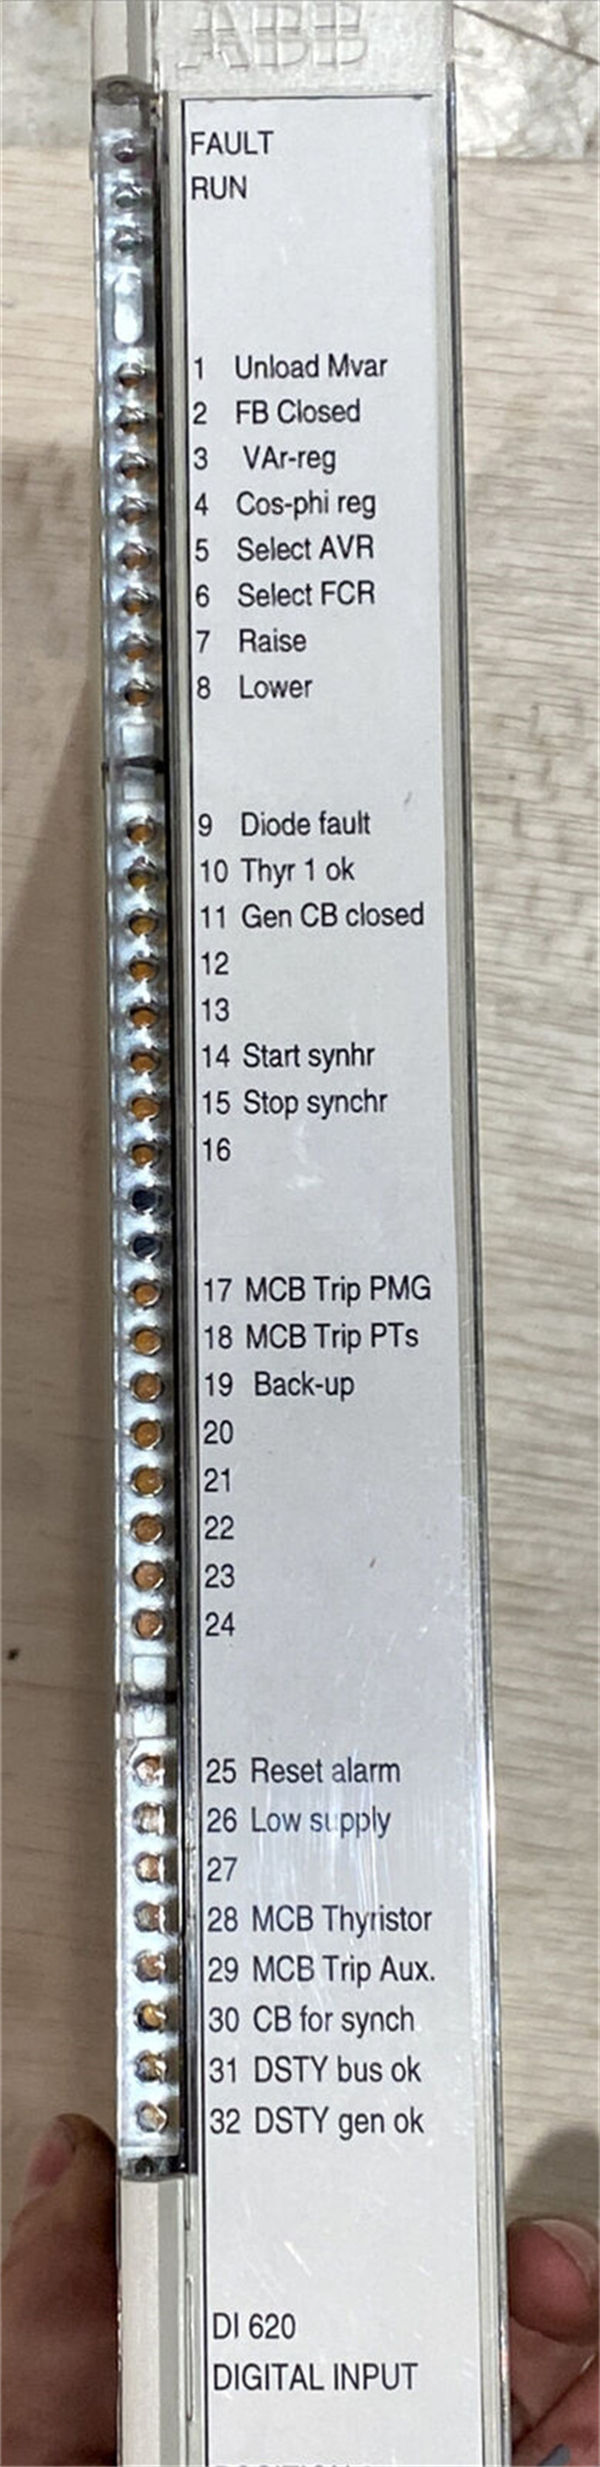 ABB
FAULT
RUN
1 Unload Mvar
2 FB Closed
3 VAr-reg
4 Cos-phi reg
5 Select AVR
6 Select FCR
7 Raise
8 Lower
9 Diode fault
10 Thyr 1 ok
11 Gen CB closed
12
13
14 Start synhr
15 Stop synchr
16
17 MCB Trip PMG
18 MCB Trip PTs
19 Back-up
20
21
22
23
24
25 Reset alarm
26 Low supply
27
28 MCB Thyristor
29 MCB Trip Aux.
30 CB for synch
31 DSTY bus ok
32 DSTY gen ok
DI 620
DIGITAL INPUT